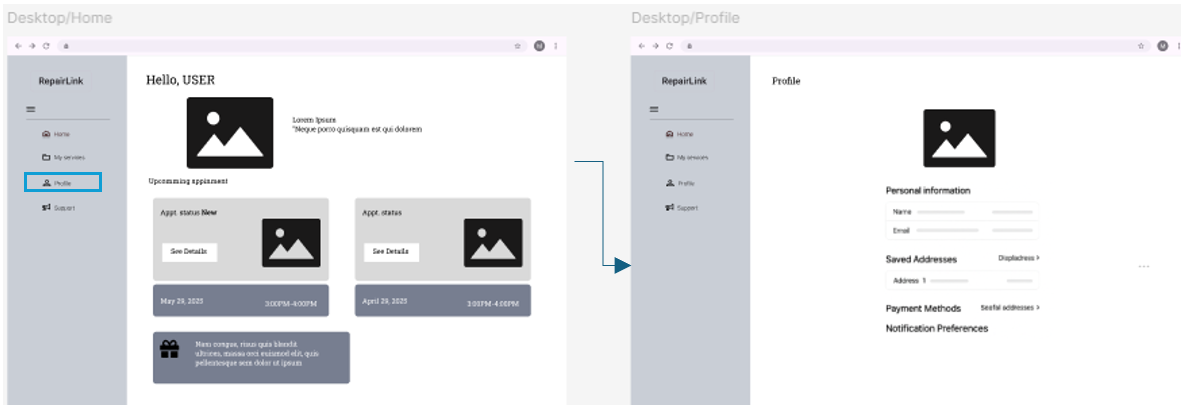 Desktop/Home
RepairLink
Home
My services
Profile
Support
Hello, USER
Lorem Ipsum
"Neque porro quisquam est qui dolorem
Upcomming appinment
Appt. status New
See Details
May 29, 2025
3:00PM-4:00PM
Appt. status
See Details
April 29, 2025
3:00PM-4:00PM
Nam congue, risus quis blandit
ultrices, massa orci euismod elit, quis
pellentesque sem dolor ut ipsum
Desktop/Profile
RepairLink
Home
My services
Profile
Support
Profile
Personal information
Name
Email
Saved Addresses
Address 1
Payment Methods
addresses >
Notification Preferences